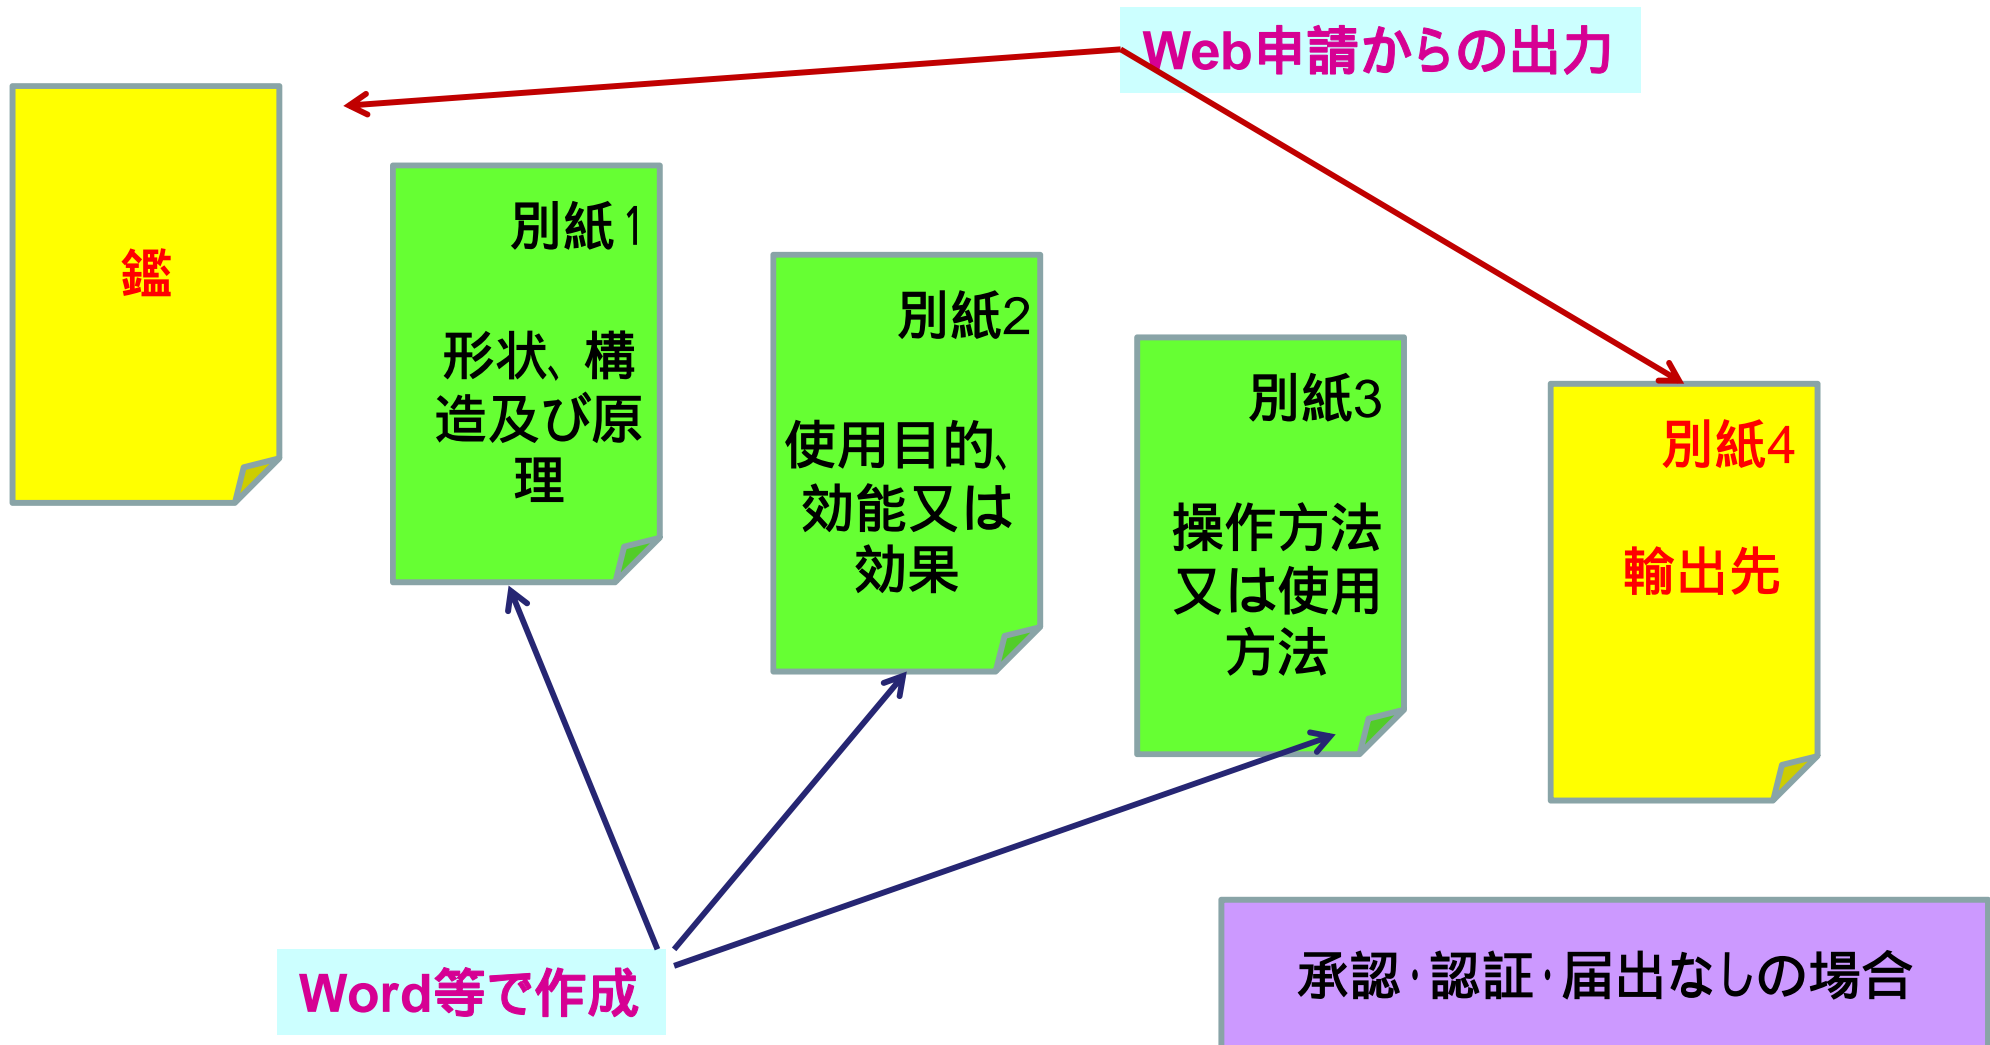 Web申請からの出力
鑑
別紙1
形状、構
造及び原
理
別紙2
使用目的、
効能又は
効果
別紙3
操作方法
又は使用
方法
別紙4
輸出先
Word等で作成
承認・認証・届出なしの場合